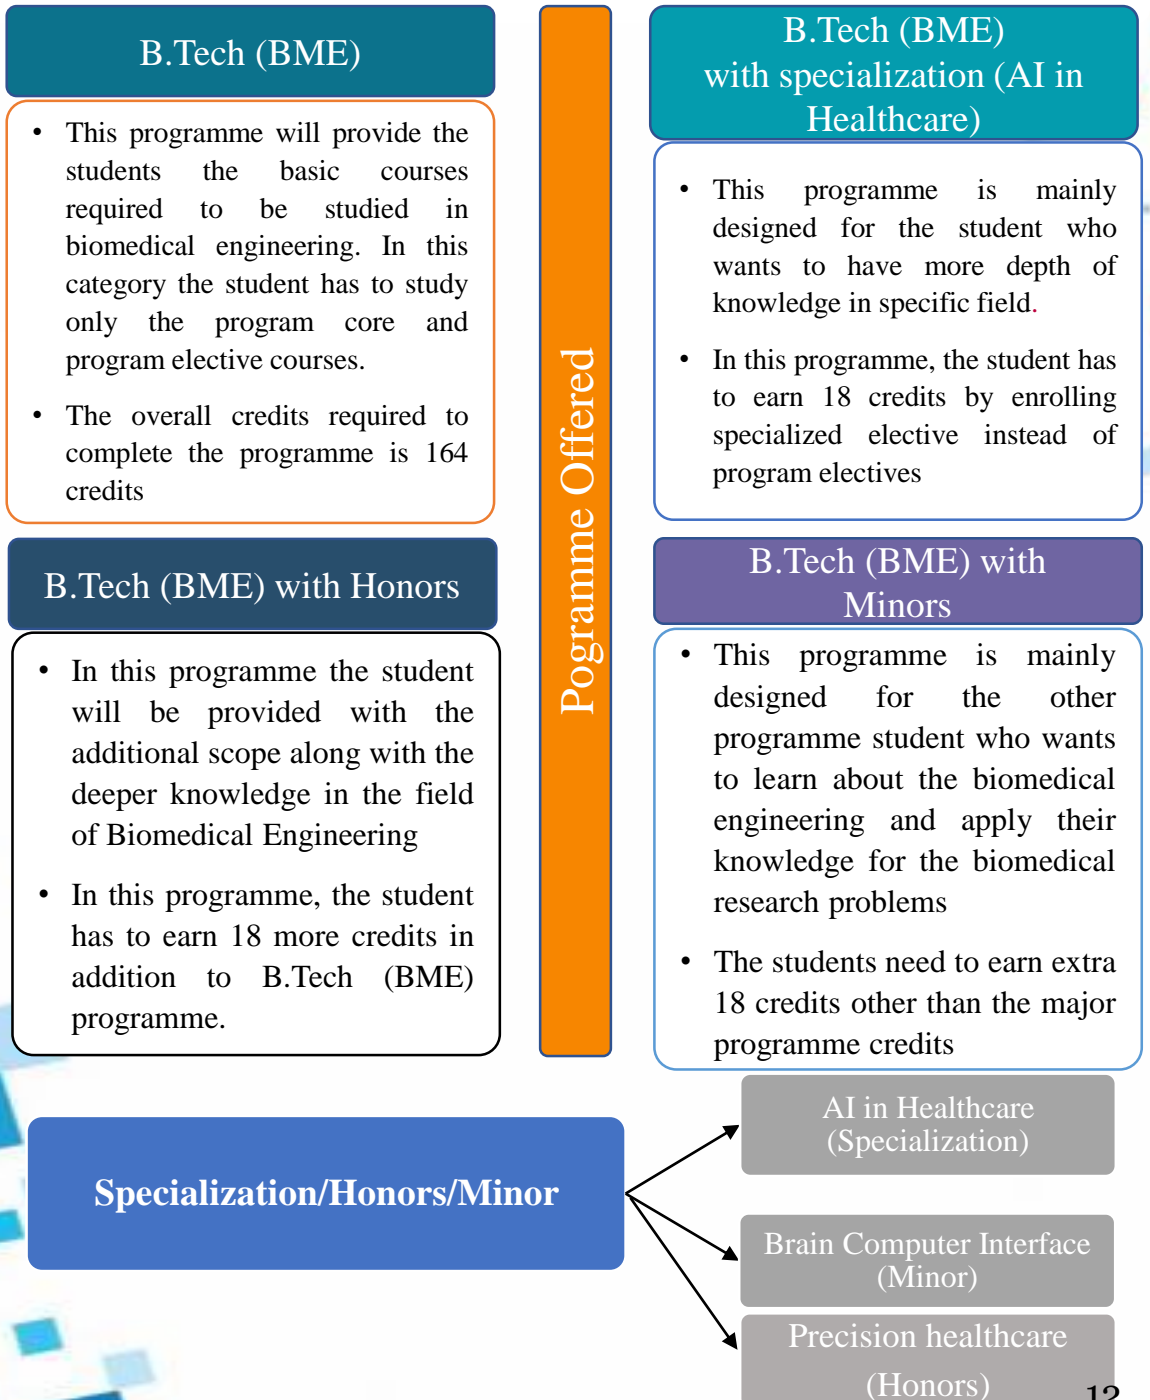 B.Tech (BME)
• This programme will provide the
students the basic courses
required to be studied in
biomedical engineering. In this
category the student has to study
only the program core and
program elective courses.
• The overall credits required to
complete the programme is 164
credits
B.Tech (BME) with Honors
• In this programme the student
will be provided with the
additional scope along with the
deeper knowledge in the field
of Biomedical Engineering
• In this programme, the student
has to earn 18 more credits in
addition to B.Tech (BME)
programme.
Pogramme Offered
B.Tech (BME)
with specialization (AI in
Healthcare)
• This programme is mainly
designed for the student who
wants to have more depth of
knowledge in specific field.
• In this programme, the student has
to earn 18 credits by enrolling
specialized elective instead of
program electives
B.Tech (BME) with
Minors
• This programme is mainly
designed for the other
programme student who wants
to learn about the biomedical
engineering and apply their
knowledge for the biomedical
research problems
• The students need to earn extra
18 credits other than the major
programme credits
Specialization/Honors/Minor
AI in Healthcare
(Specialization)
Brain Computer Interface
(Minor)
Precision healthcare
(Honors)